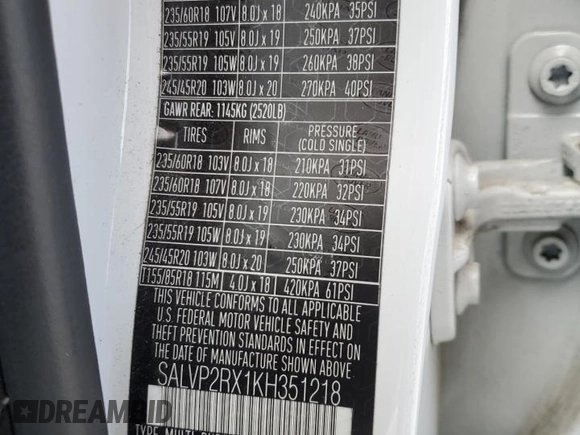 235/60R18 107V 8.0J x 18 240KPA 35PSI
235/55R19 105V 8.0J x 19 250KPA 37PSI
235/55R19 105W 8.0J x 19 260KPA 38PSI
245/45R20 103W 8.0J x 20 270KPA 40PSI
GAWR REAR: 1145KG (2520LB)
TIRES RIMS PRESSURE
(COLD SINGLE)
235/60R18 103V 8.0J x 18 210KPA 31PSI
235/60R18 107V 8.0J x 18 220KPA 32PSI
235/55R19 105V 8.0J x 19 230KPA 34PSI
235/55R19 105W 8.0J x 19 230KPA 34PSI
245/45R20 103W 8.0J x 20 250KPA 37PSI
T155/85R18 115M 4.0J x 18 420KPA 61PSI
THIS VEHICLE CONFORMS TO ALL APPLICABLE
U.S. FEDERAL MOTOR VEHICLE SAFETY AND
THEFT PREVENTION STANDARDS IN EFFECT
ON THE DATE OF MANUFACTURE SHOWN ABOVE
SALVP2RX1KH351218
DREAMBID